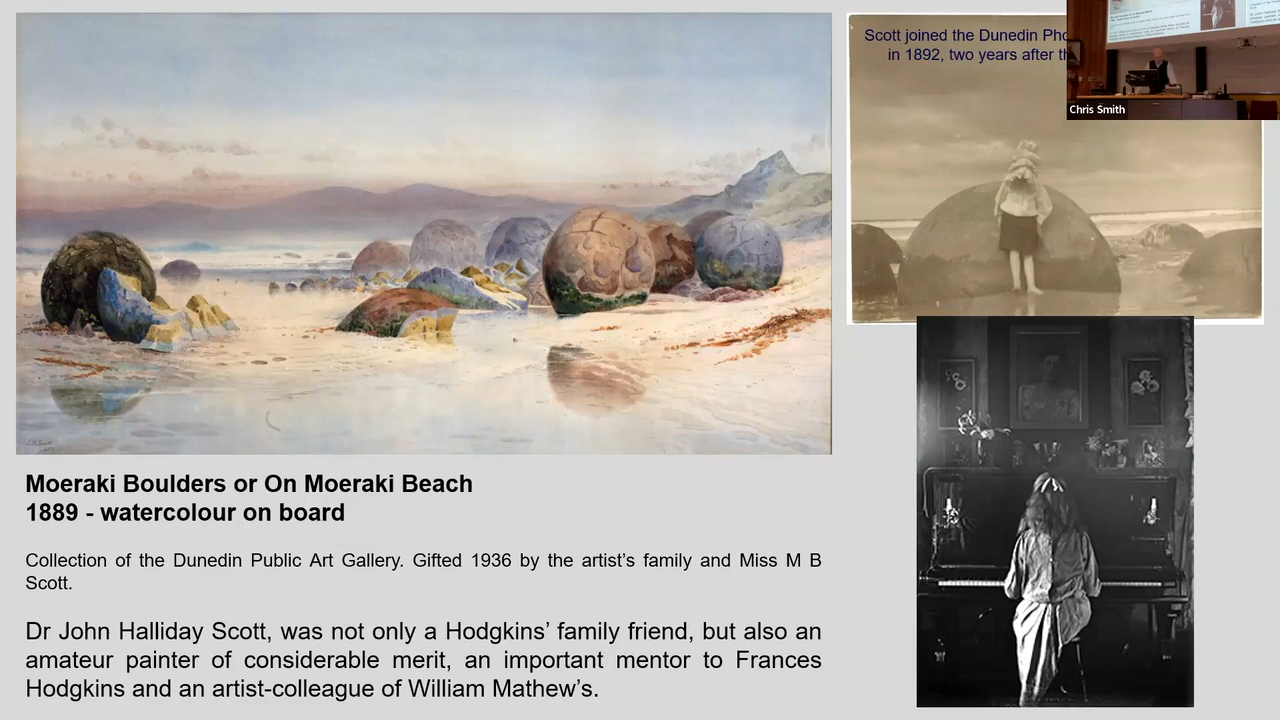 Scott joined the Dunedin
in 1892, two years after
Chris Smith
Moeraki Boulders or On Moeraki Beach
1889 - watercolour on board
Collection of the Dunedin Public Art Gallery. Gifted 1936 by the artist’s family and Miss M B
Scott.
Dr John Halliday Scott, was not only a Hodgkins’ family friend, but also an
amateur painter of considerable merit, an important mentor to Frances
Hodgkins and an artist-colleague of William Mathew’s.